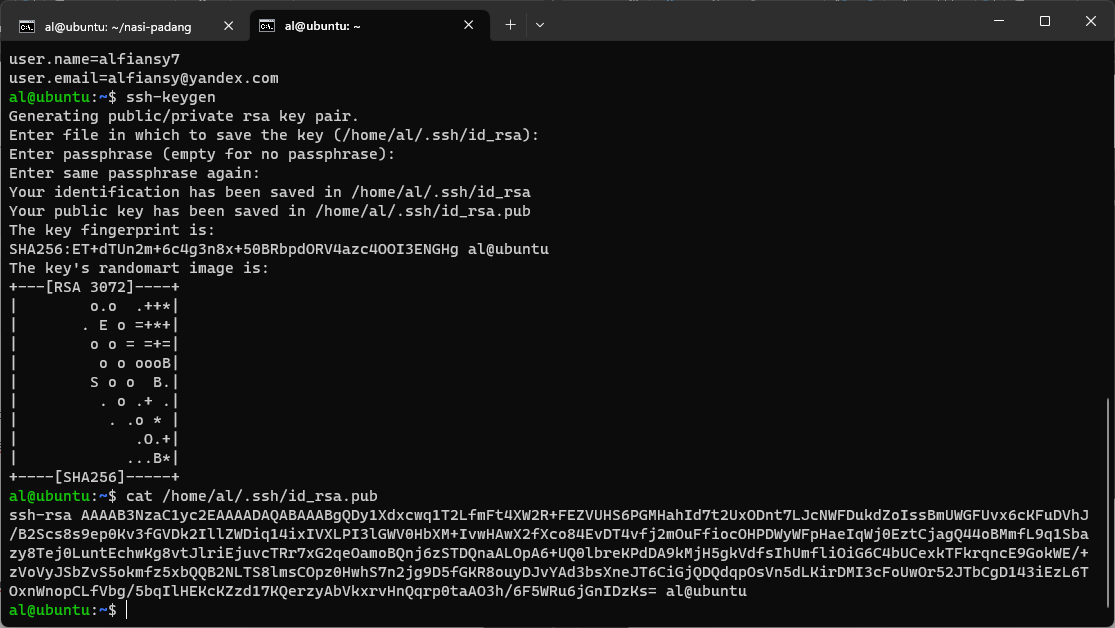 al@ubuntu: ~/nasi-padang
al@ubuntu: ~
user.name=alfiansy7
user.email=alfiansy@yandex.com
al@ubuntu:~$ ssh-keygen
Generating public/private rsa key pair.
Enter file in which to save the key (/home/al/.ssh/id_rsa):
Enter passphrase (empty for no passphrase):
Enter same passphrase again:
Your identification has been saved in /home/al/.ssh/id_rsa
Your public key has been saved in /home/al/.ssh/id_rsa.pub
The key fingerprint is:
SHA256:ET+dTUn2m+6c4g3n8x+50BRbpdORV4azc4OOI3ENGHg al@ubuntu
The key's randomart image is:
+---[RSA 3072]----+
|        o.o  .++*|
|       . E o =+*+|
|        o o = =+=|
|         o o oooB|
|        S o o  B.|
|         . o .+ .|
|          . .o * |
|             .O.+|
|            ...B*|
+----[SHA256]-----+
al@ubuntu:~$ cat /home/al/.ssh/id_rsa.pub
ssh-rsa AAAAB3NzaC1yc2EAAAADAQABAAABgQDy1Xdxcwq1T2LfmFt4XW2R+FEZVUHS6PGMHahId7t2UxODnt7LJcNWFDukdZoIssBmUWGFUvx6cKFuDVhJ
/B2Scs8s9ep0Kv3fGVDk2IllZWDiq14ixIVXLPI3lGWV0HbXM+IvwHAwX2fXco84EvDT4vfj2mOuFfiocOHPDWyWFpHaeIqWj0EztCjagQ44oBMmfL9q1Sba
zy8Tej0LuntEchwKg8vtJlriEjuvcTRr7xG2qeOamoBQnj6zSTDQnaALOpA6+UQ0lbreKPdDA9kMjH5gkVdfsIhUmfliOiG6C4bUCexkTFkrqncE9GokWE/+
zVoVyJSbZvS5okmfz5xbQQB2NLTS8lmsCOpz0HwhS7n2jg9D5fGKR8ouyDJvYAd3bsXneJT6CiGjQDQdqpOsVn5dLKirDMI3cFoUwOr52JTbCgD143iEzL6T
OxnWnopCLfVbg/5bqIlHEKcKZzd17KQerzyAbVkxrvHnQqrp0taAO3h/6F5WRu6jGnIDzKs= al@ubuntu
al@ubuntu:~$